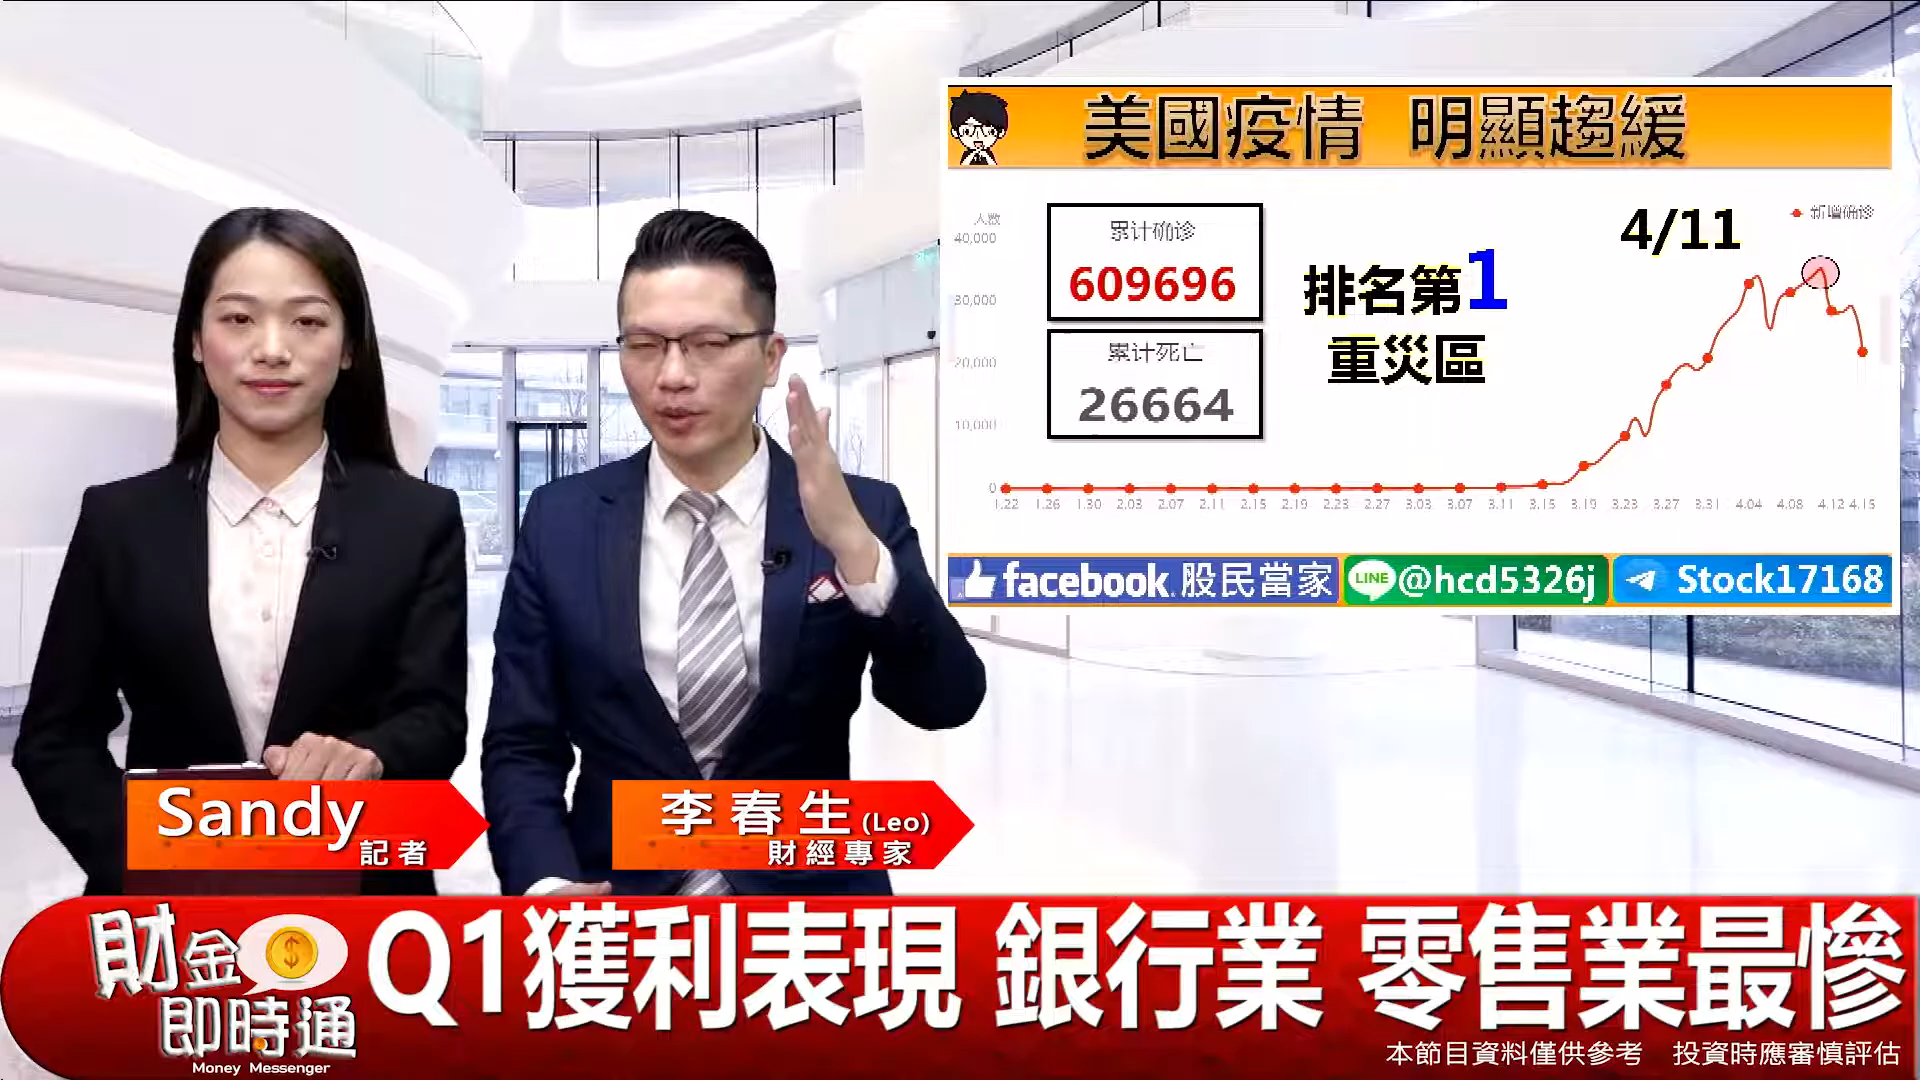 美國疫情 明顯趨緩
人数
40,000
30,000
20,000
10,000
0
累计确诊
609696
累计死亡
26664
排名第1
重災區
4/11
新增确诊
1.22 1.26 1.30 2.03 2.07 2.11 2.15 2.19 2.23 2.27 3.03 3.07 3.11 3.15 3.19 3.23 3.27 3.31 4.04 4.08 4.12 4.15
facebook.股民當家
LINE @hcd5326j
Stock17168
Sandy
記者
李春生(Leo)
財經專家
財金
即時通
Money Messenger
Q1獲利表現 銀行業 零售業最慘
本節目資料僅供參考 投資時應審慎評估